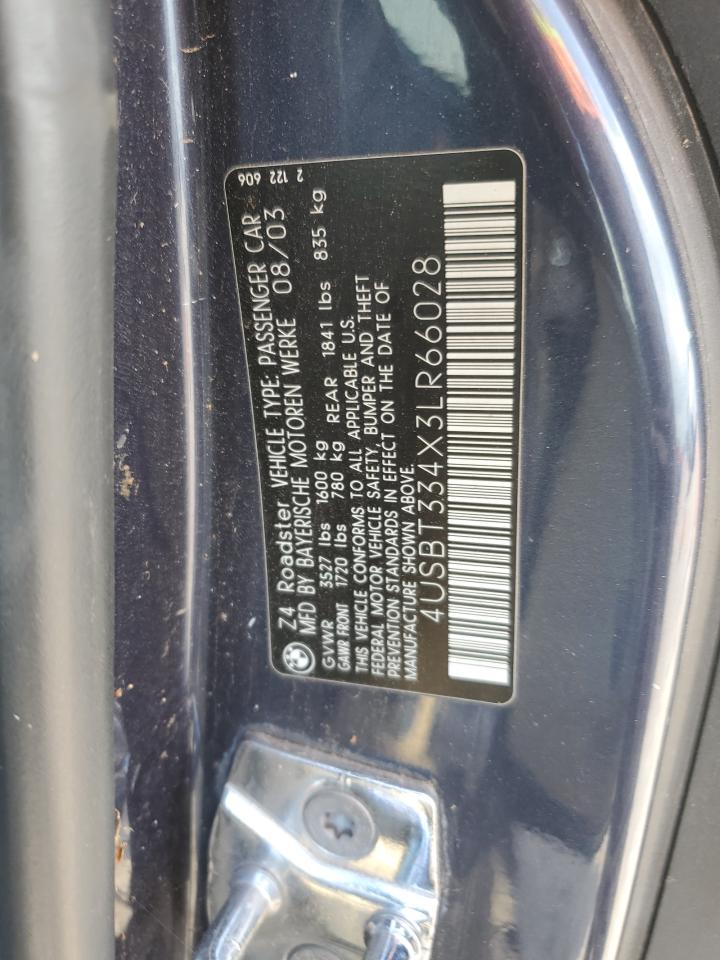 2 122 606
Z4 Roadster VEHICLE TYPE: PASSENGER CAR
MFD BY BAYERISCHE MOTOREN WERKE 08/03
GVWR 3527 lbs 1600 kg
GAWR FRONT 1720 lbs 780 kg REAR 1841 lbs 835 kg
THIS VEHICLE CONFORMS TO ALL APPLICABLE U.S.
FEDERAL MOTOR VEHICLE SAFETY, BUMPER AND THEFT
PREVENTION STANDARDS IN EFFECT ON THE DATE OF
MANUFACTURE SHOWN ABOVE.
4USBT334X3LR66028